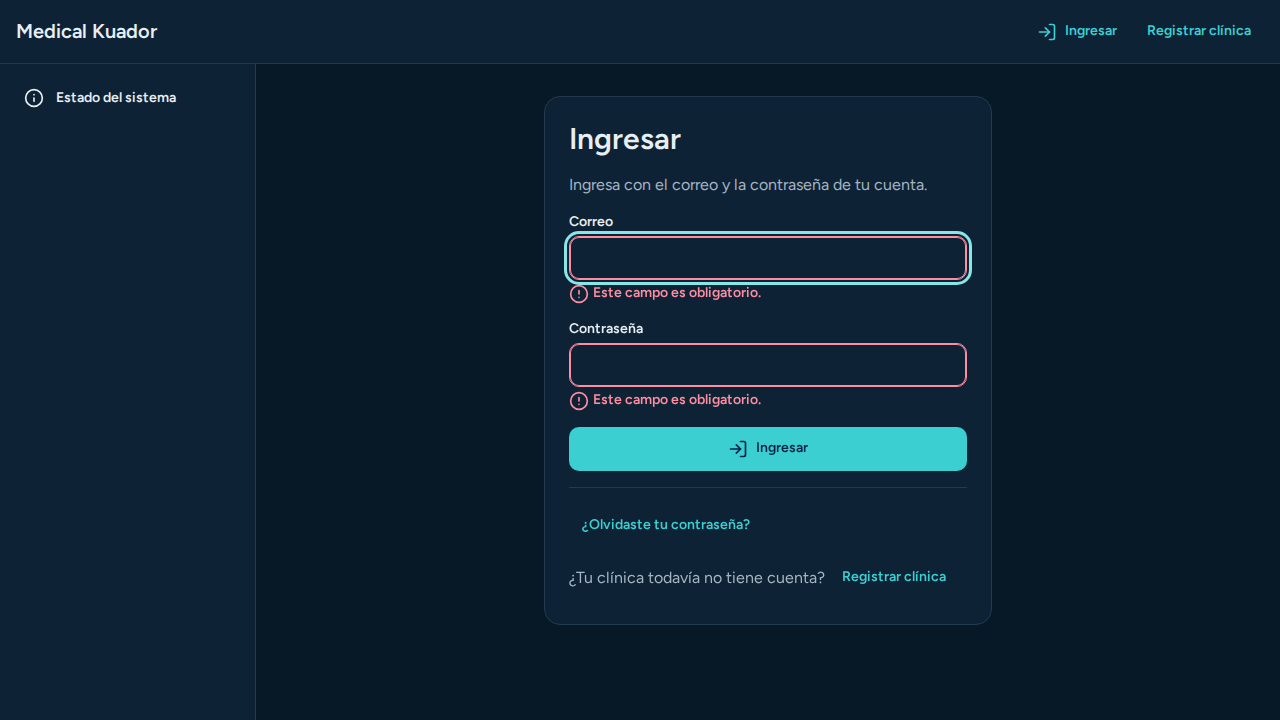 Medical Kuador
Ingresar
Registrar clínica
Estado del sistema
Ingresar
Ingresa con el correo y la contraseña de tu cuenta.
Correo
Este campo es obligatorio.
Contraseña
Este campo es obligatorio.
Ingresar
¿Olvidaste tu contraseña?
¿Tu clínica todavía no tiene cuenta? Registrar clínica